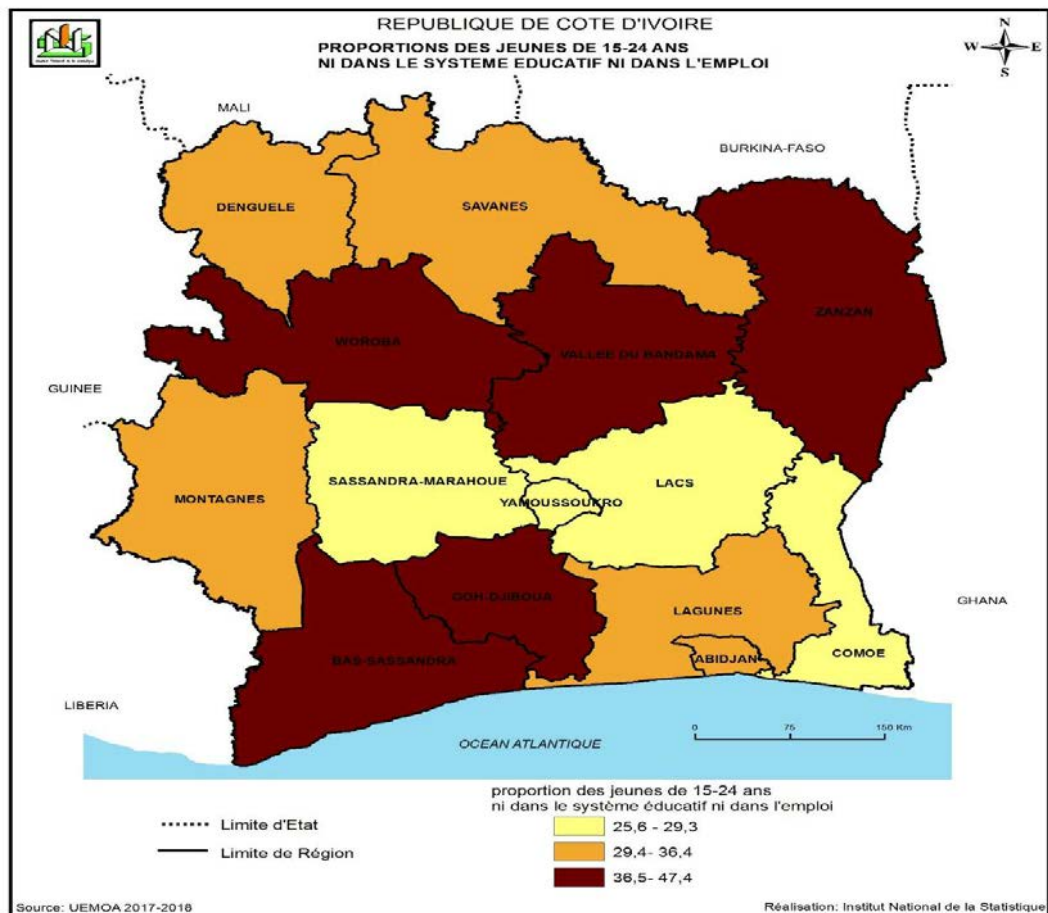 REPUBLIQUE DE COTE D'IVOIRE
PROPORTIONS DES JEUNES DE 15-24 ANS
NI DANS LE SYSTEME EDUCATIF NI DANS L'EMPLOI
N
W
E
S
MALI
BURKINA-FASO
DENGUELE
SAVANES
ZANZAN
WOROBA
VALLEE DU BANDAMA
GUINEE
SASSANDRA-MARAHOUE
LACS
YAMOUSSOUKRO
MONTAGNES
GOH-DJIBOUA
LAGUNES
GHANA
ABIDJAN
COMOE
BAS-SASSANDRA
LIBERIA
0 75 150 Km
OCEAN ATLANTIQUE
proportion des jeunes de 15-24 ans
ni dans le système éducatif ni dans l'emploi
Limite d'Etat
25,6 - 29,3
Limite de Région
29,4- 36,4
36,5- 47,4
Source: UEMOA 2017-2018
Réalisation: Institut National de la Statistique